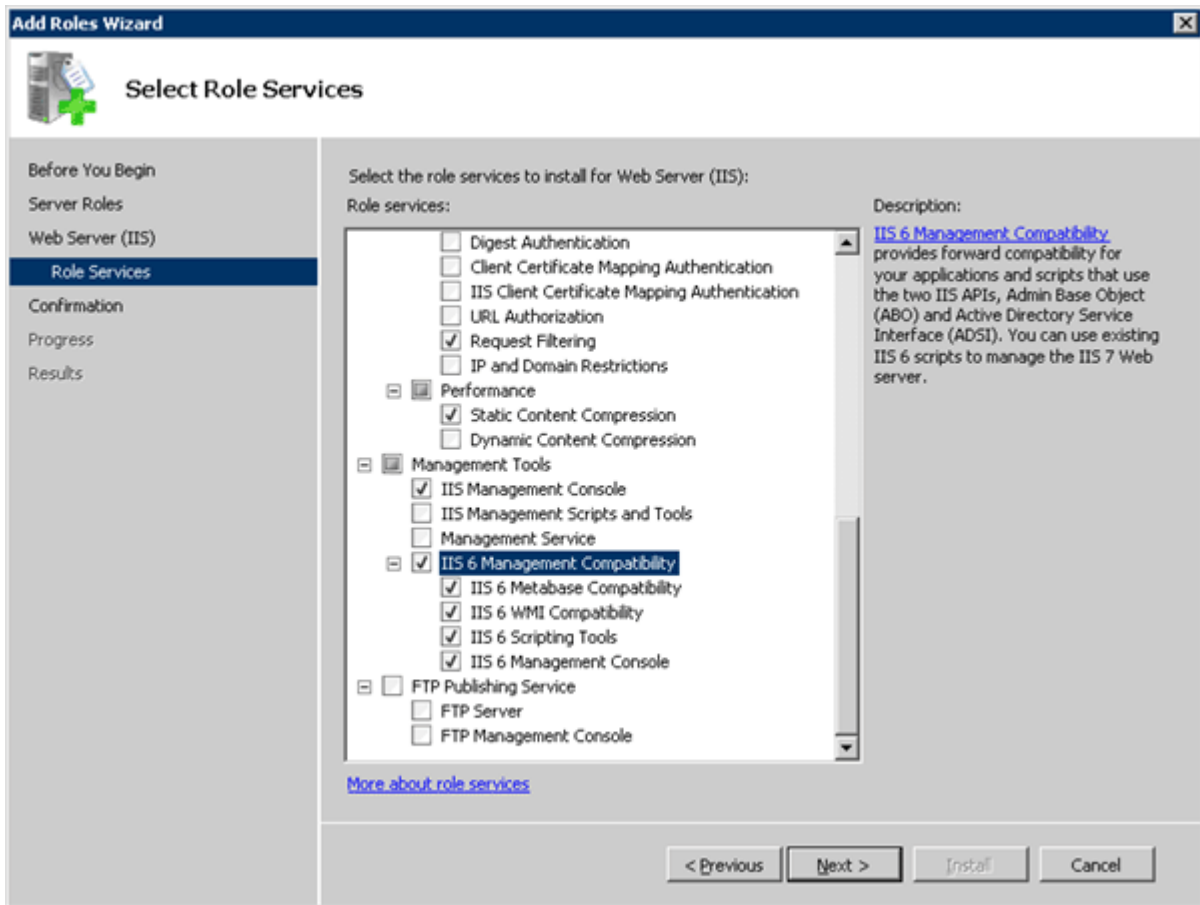 Add Roles Wizard
Select Role Services
Before You Begin
Server Roles
Web Server (IIS)
Role Services
Confirmation
Progress
Results
Select the role services to install for Web Server (IIS):
Role services:
Digest Authentication
Client Certificate Mapping Authentication
IIS Client Certificate Mapping Authentication
URL Authorization
Request Filtering
IP and Domain Restrictions
Performance
Static Content Compression
Dynamic Content Compression
Management Tools
IIS Management Console
IIS Management Scripts and Tools
Management Service
IIS 6 Management Compatibility
IIS 6 Metabase Compatibility
IIS 6 WMI Compatibility
IIS 6 Scripting Tools
IIS 6 Management Console
FTP Publishing Service
FTP Server
FTP Management Console
More about role services
Description:
IIS 6 Management Compatibility
provides forward compatibility for
your applications and scripts that use
the two IIS APIs, Admin Base Object
(ABO) and Active Directory Service
Interface (ADSI). You can use existing
IIS 6 scripts to manage the IIS 7 Web
server.
< Previous
Next >
Install
Cancel